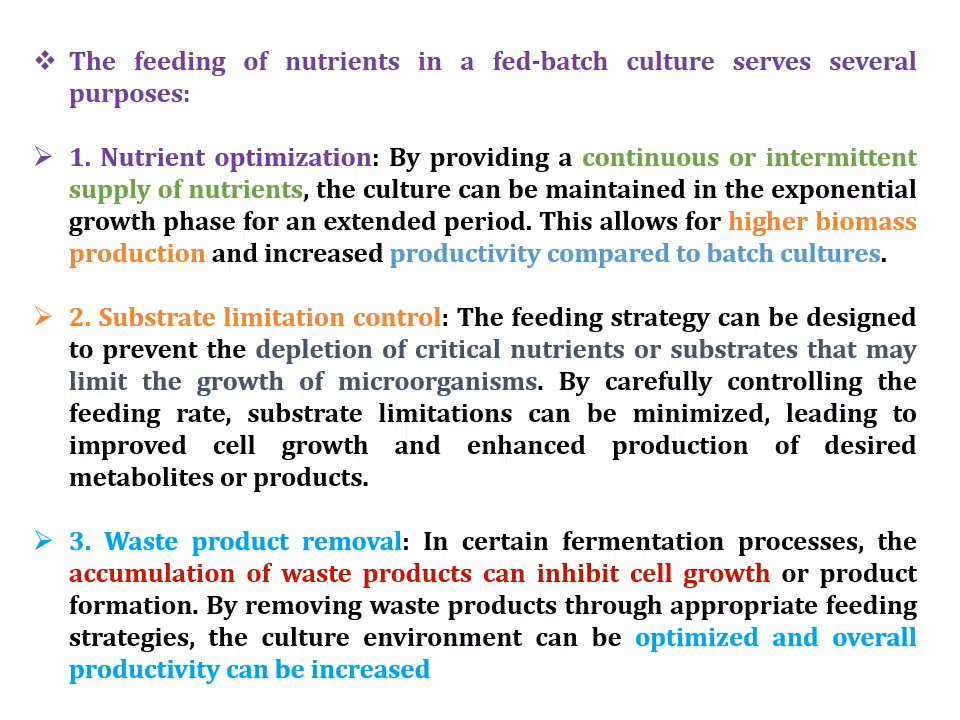 ❖ The feeding of nutrients in a fed-batch culture serves several
purposes:
➢ 1. Nutrient optimization: By providing a continuous or intermittent
supply of nutrients, the culture can be maintained in the exponential
growth phase for an extended period. This allows for higher biomass
production and increased productivity compared to batch cultures.
➢ 2. Substrate limitation control: The feeding strategy can be designed
to prevent the depletion of critical nutrients or substrates that may
limit the growth of microorganisms. By carefully controlling the
feeding rate, substrate limitations can be minimized, leading to
improved cell growth and enhanced production of desired
metabolites or products.
➢ 3. Waste product removal: In certain fermentation processes, the
accumulation of waste products can inhibit cell growth or product
formation. By removing waste products through appropriate feeding
strategies, the culture environment can be optimized and overall
productivity can be increased